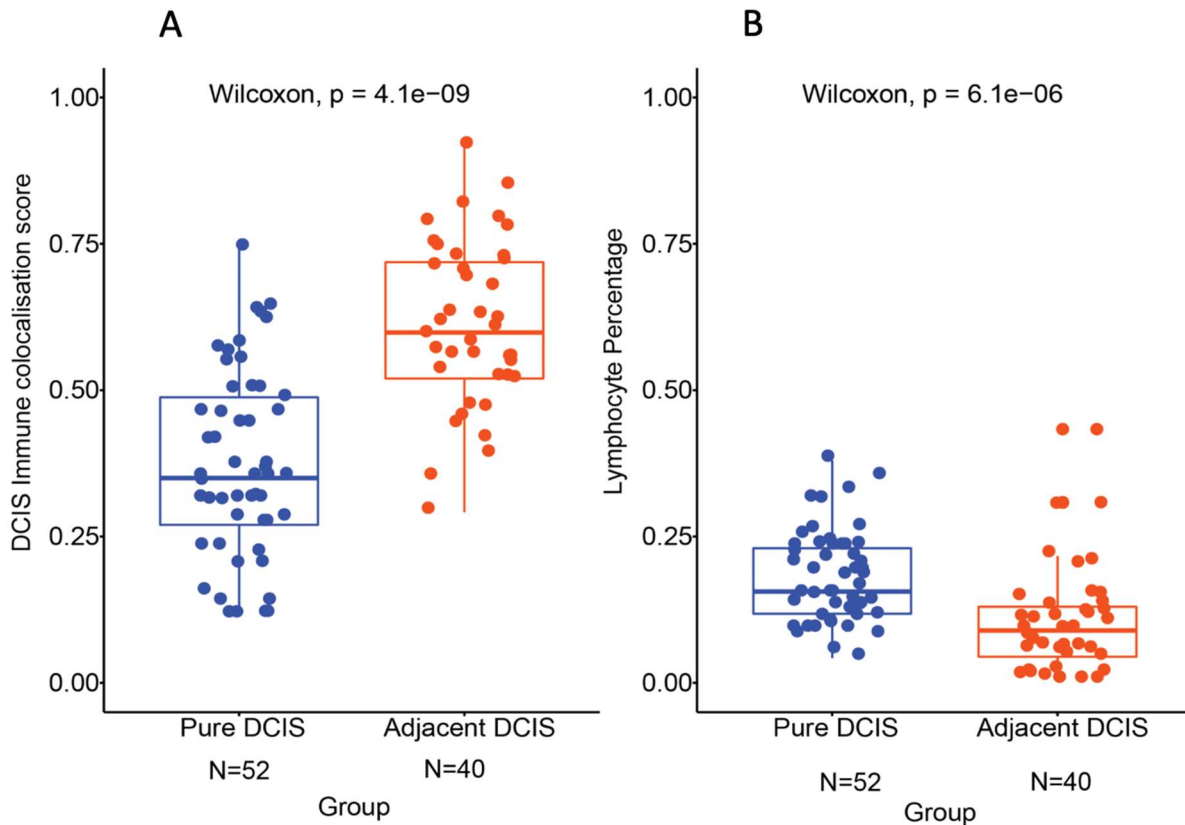 A
Wilcoxon, p = 4.1e−09
DCIS Immune colocalisation score
1.00
0.75
0.50
0.25
0.00
Pure DCIS
Adjacent DCIS
N=52
N=40
Group
B
Wilcoxon, p = 6.1e−06
Lymphocyte Percentage
1.00
0.75
0.50
0.25
0.00
Pure DCIS
Adjacent DCIS
N=52
N=40
Group